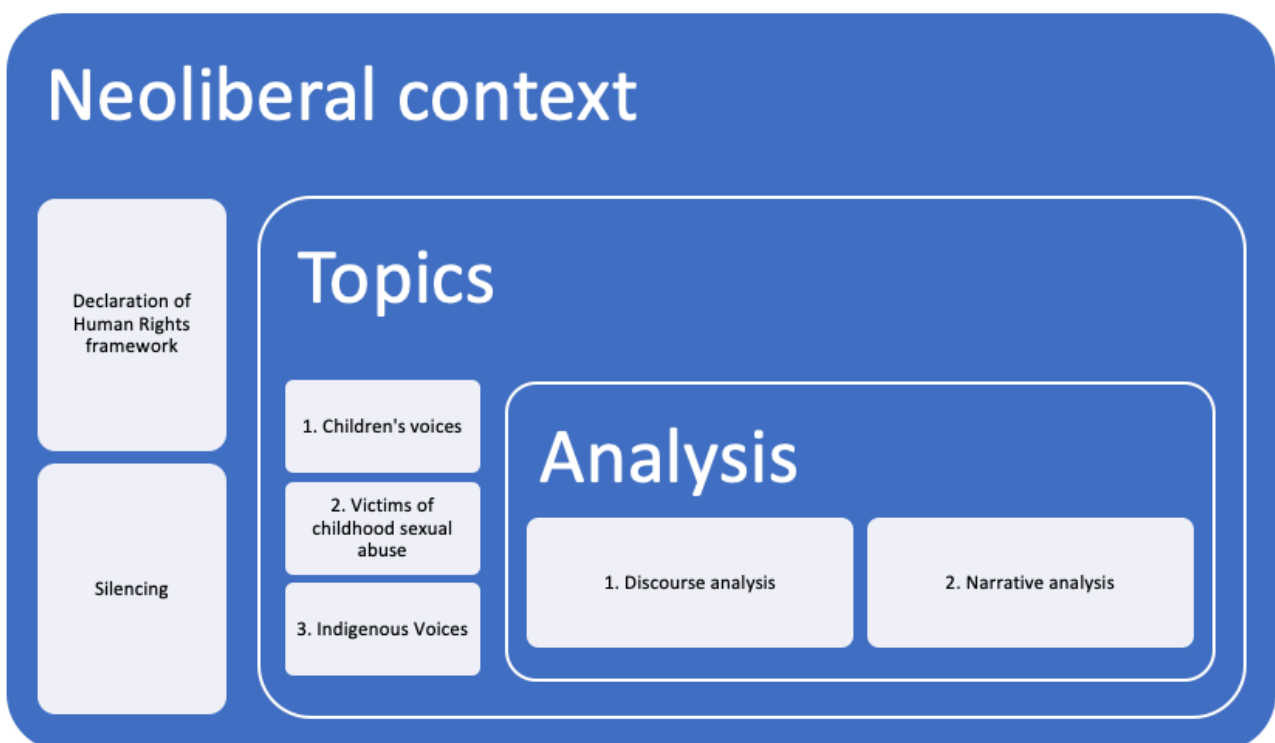 Neoliberal context
Declaration of
Human Rights
framework
Silencing
Topics
1. Children's voices
2. Victims of
childhood sexual
abuse
3. Indigenous Voices
Analysis
1. Discourse analysis
2. Narrative analysis